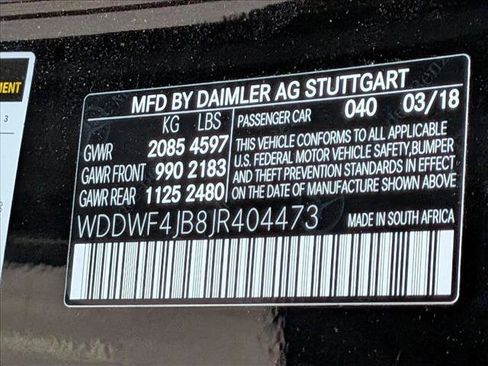 MENT
3
MFD BY DAIMLER AG STUTTGART
KG LBS
GVWR 2085 4597
GAWR FRONT 990 2183
GAWR REAR 1125 2480
PASSENGER CAR 040 03/18
THIS VEHICLE CONFORMS TO ALL APPLICABLE
U.S. FEDERAL MOTOR VEHICLE SAFETY,BUMPER
AND THEFT PREVENTION STANDARDS IN EFFECT
ON THE DATE OF MANUFACTURE SHOWN ABOVE
WDDWF4JB8JR404473 MADE IN SOUTH AFRICA